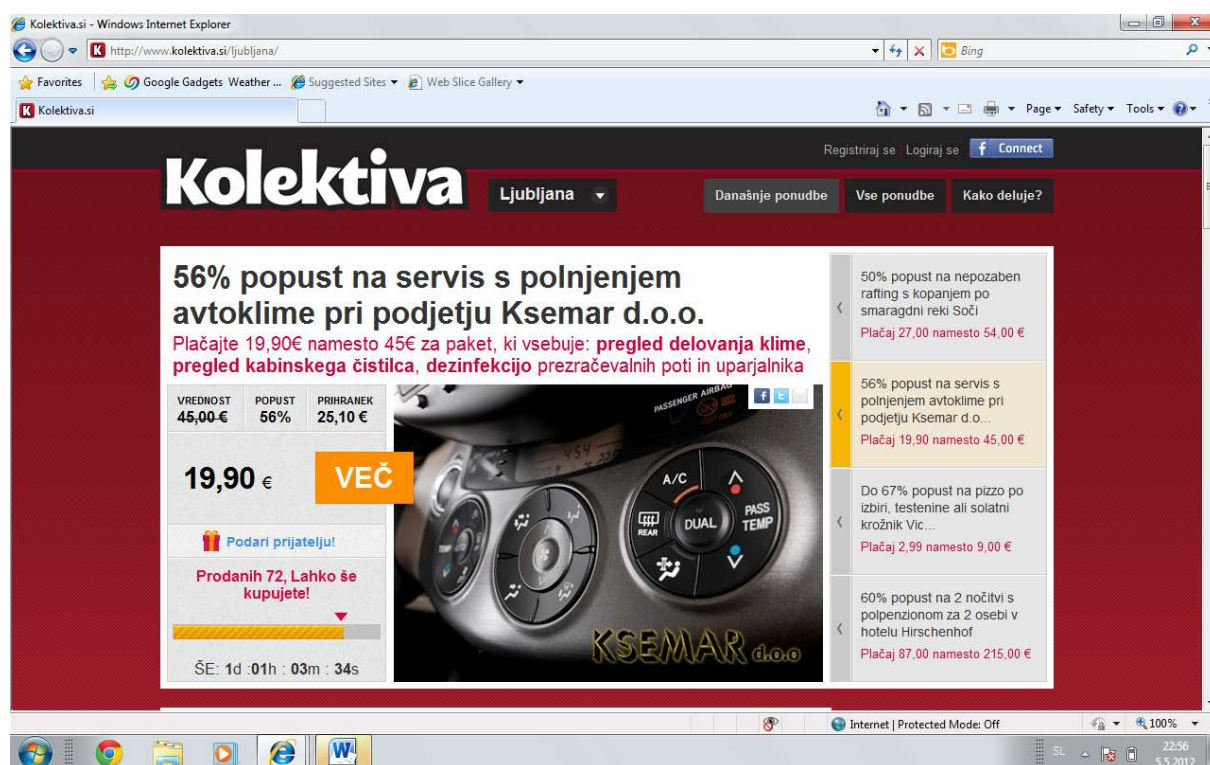 Kolektiva.si - Windows Internet Explorer
http://www.kolektiva.si/ljubljana/
Bing
Favorites
Google Gadgets Weather ...
Suggested Sites
Web Slice Gallery
Kolektiva.si
Page
Safety
Tools
Registriraj se | Logiraj se
f Connect
Kolektiva
Ljubljana
Današnje ponudbe
Vse ponudbe
Kako deluje?
56% popust na servis s polnjenjem
avtoklime pri podjetju Ksemar d.o.o.
Plačajte 19,90€ namesto 45€ za paket, ki vsebuje: pregled delovanja klime,
pregled kabinskega čistilca, dezinfekcijo prezračevalnih poti in uparjalnika
VREDNOST POPUST PRIHRANEK
45,00 € 56% 25,10 €
19,90 €
VEČ
Podari prijatelju!
Prodanih 72, Lahko še
kupujete!
ŠE: 1d :01h : 03m : 34s
PASSENGER AIRBAG
A/C
REAR
DUAL
PASS
TEMP
KSEMAR d.o.o
50% popust na nepozaben
rafting s kopanjem po
smaragdni reki Soči
Plačaj 27,00 namesto 54,00 €
56% popust na servis s
polnjenjem avtoklime pri
podjetju Ksemar d.o...
Plačaj 19,90 namesto 45,00 €
Do 67% popust na pizzo po
izbiri, testenine ali solatni
krožnik Vic...
Plačaj 2,99 namesto 9,00 €
60% popust na 2 nočitvi s
polpenzionom za 2 osebi v
hotelu Hirschenhof
Plačaj 87,00 namesto 215,00 €
Internet | Protected Mode: Off
100%
SL
22:56
5.5.2012